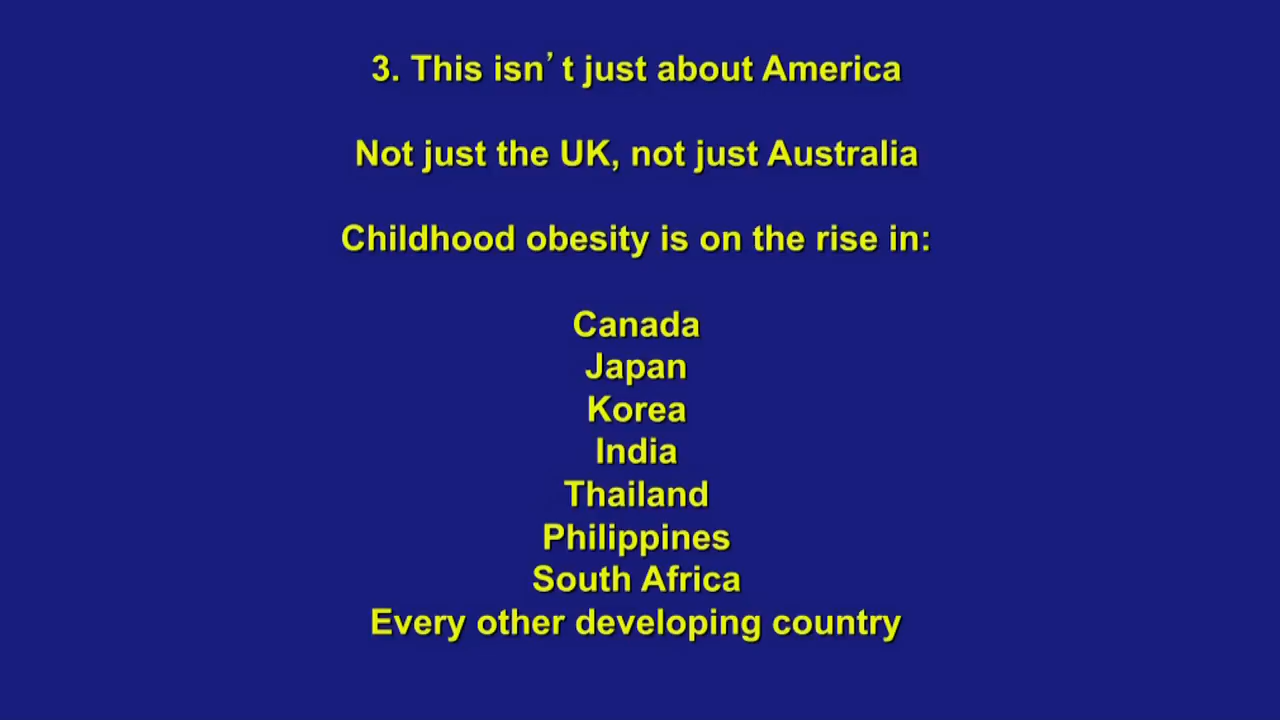 3. This isn’t just about America
Not just the UK, not just Australia
Childhood obesity is on the rise in:
Canada
Japan
Korea
India
Thailand
Philippines
South Africa
Every other developing country